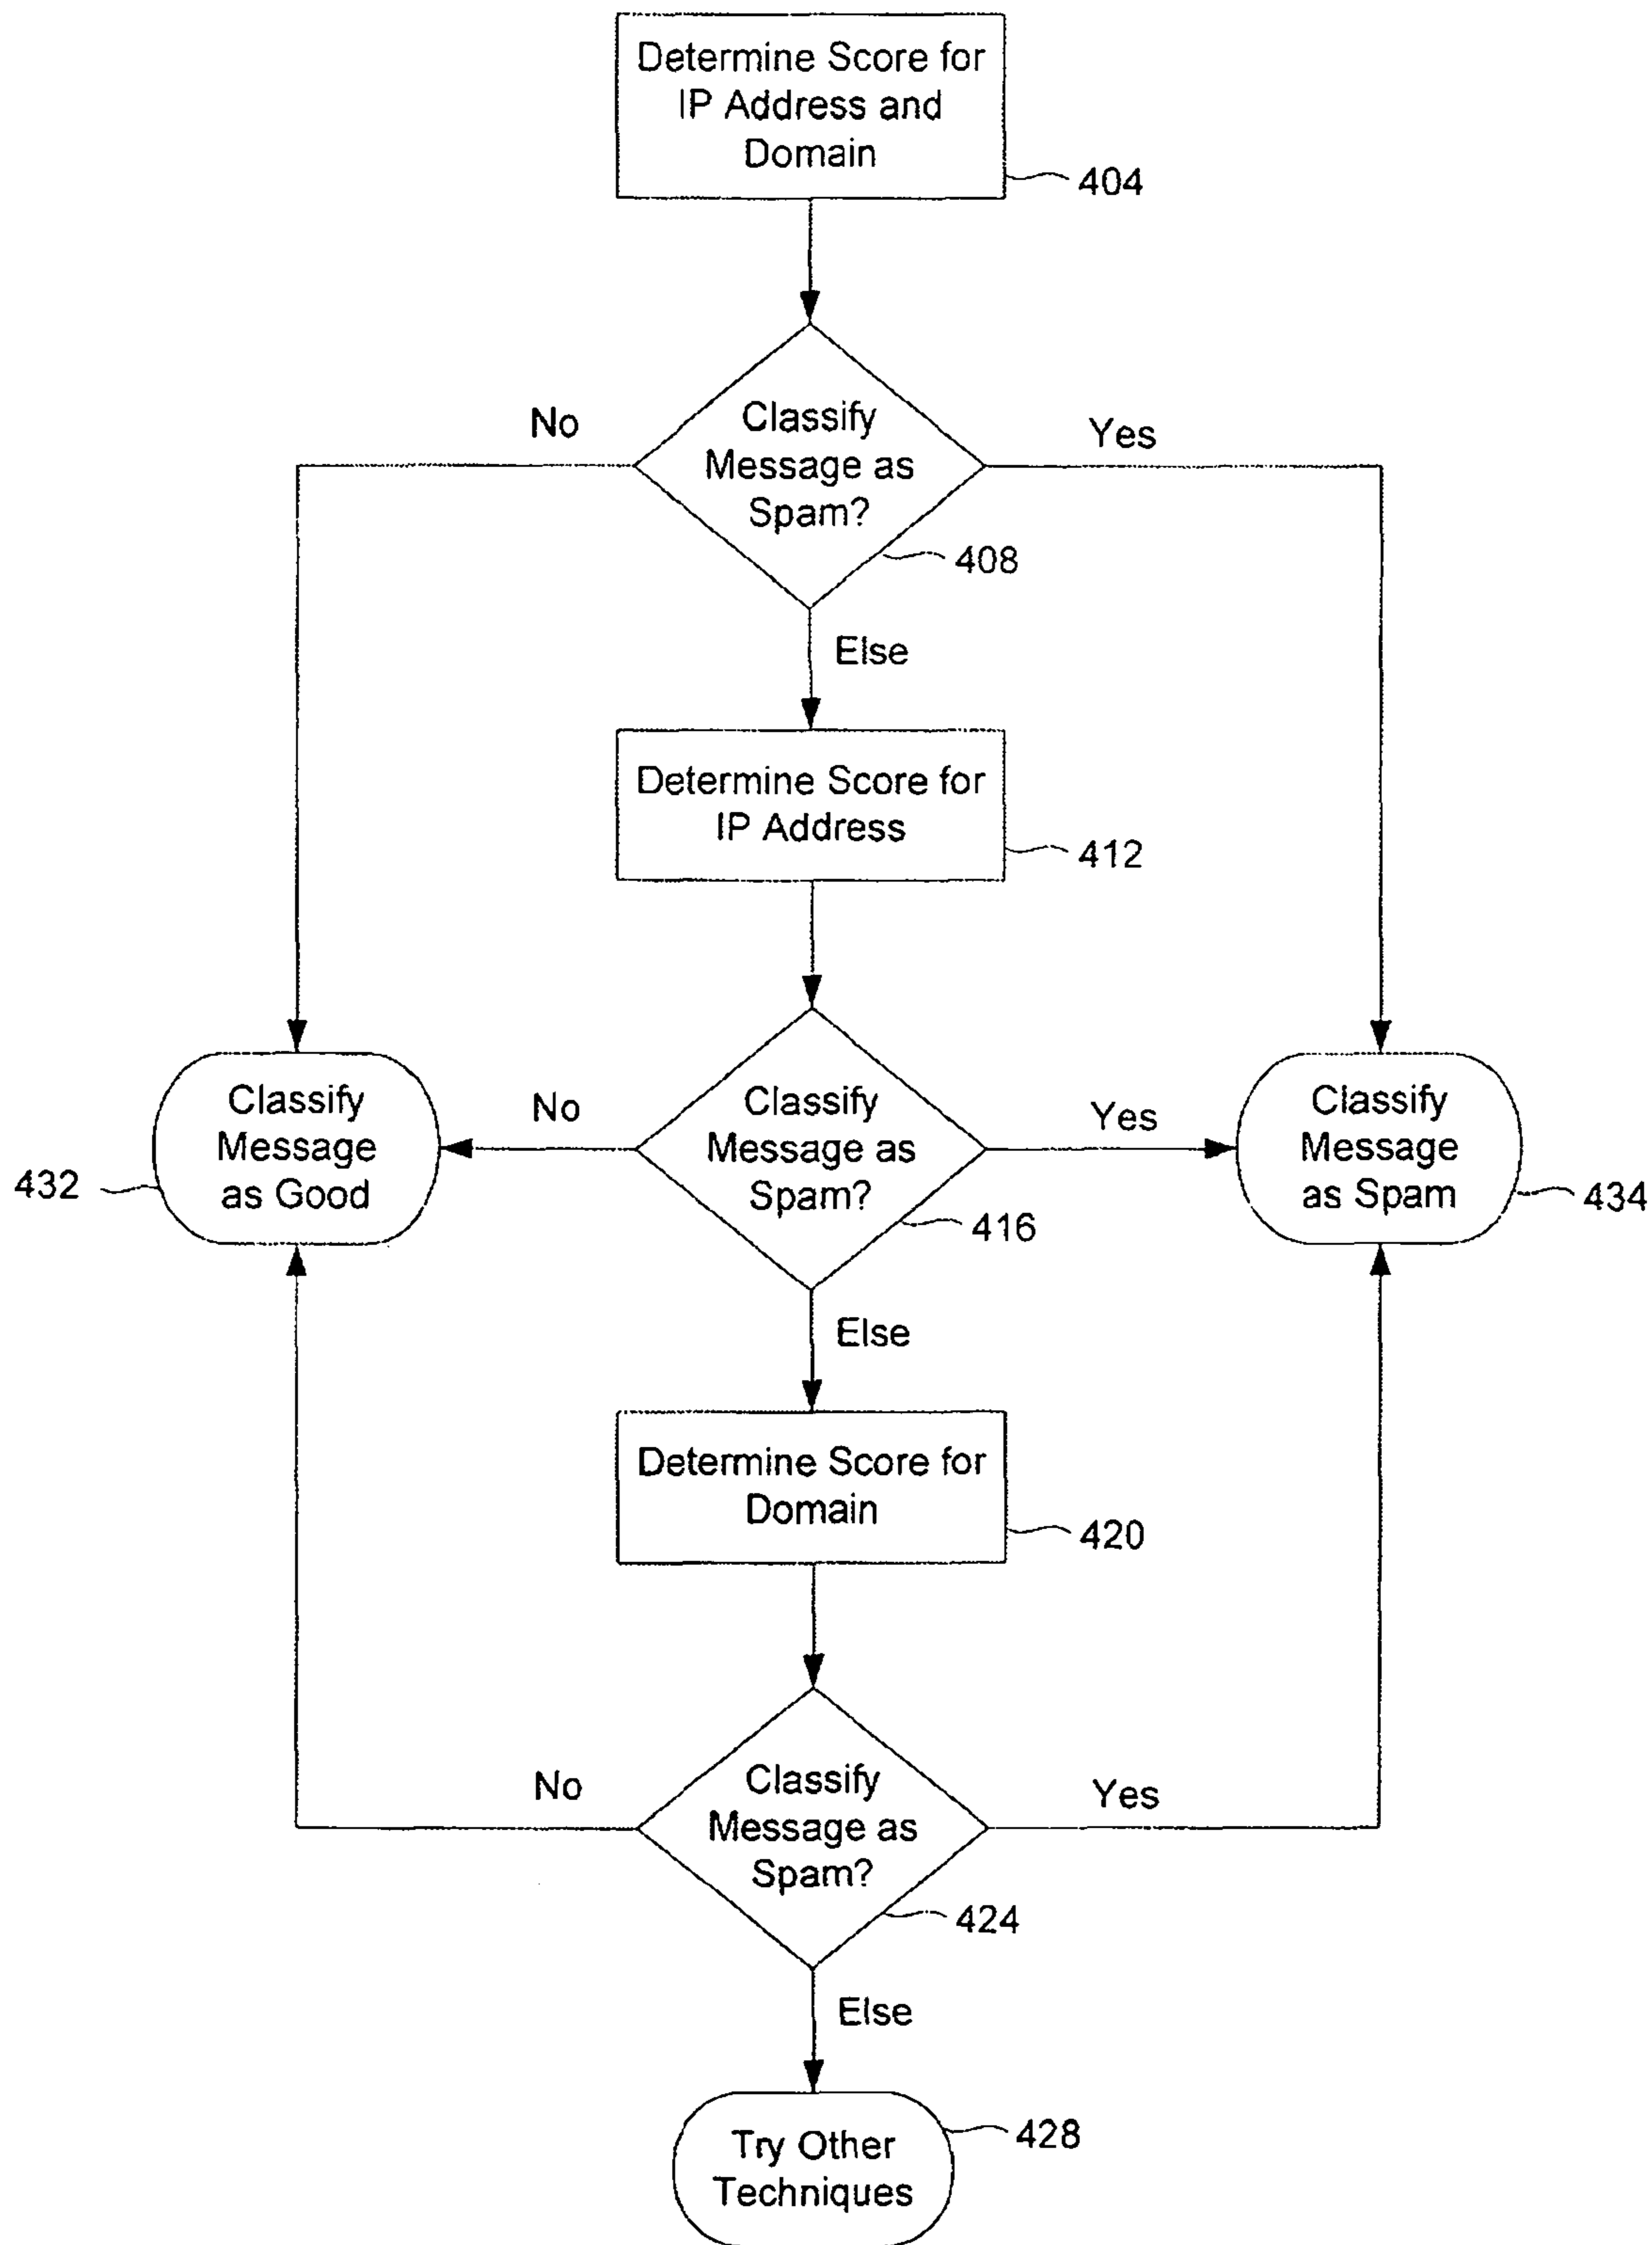 Determine Score for
IP Address and
Domain
404
No
Classify
Message as
Spam?
Yes
408
Else
Determine Score for
IP Address
412
Classify
Message
as Good
432
No
Classify
Message as
Spam?
Yes
416
Classify
Message
as Spam
434
Else
Determine Score for
Domain
420
No
Classify
Message as
Spam?
Yes
424
Else
Try Other
Techniques
428